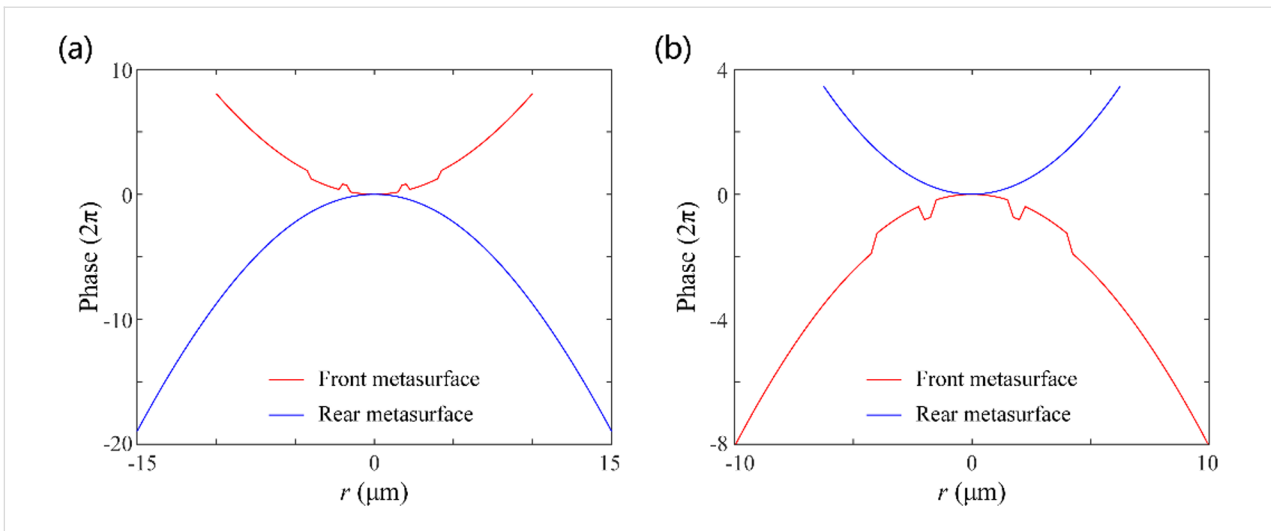 (a)
10
0
-10
-20
Phase (2π)
-15
0
15
r (μm)
Front metasurface
Rear metasurface
(b)
4
0
-4
-8
Phase (2π)
-10
0
10
r (μm)
Front metasurface
Rear metasurface